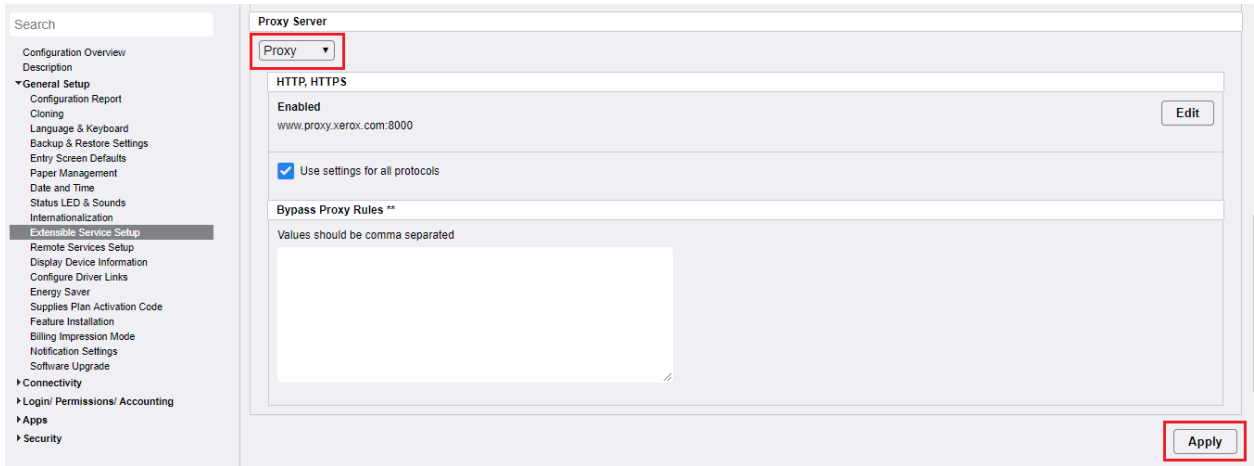 Search
Configuration Overview
Description
General Setup
Configuration Report
Cloning
Language & Keyboard
Backup & Restore Settings
Entry Screen Defaults
Paper Management
Date and Time
Status LED & Sounds
Internationalization
Extensible Service Setup
Remote Services Setup
Display Device Information
Configure Driver Links
Energy Saver
Supplies Plan Activation Code
Feature Installation
Billing Impression Mode
Notification Settings
Software Upgrade
Connectivity
Login/ Permissions/ Accounting
Apps
Security
Proxy Server
Proxy
HTTP, HTTPS
Enabled
www.proxy.xerox.com:8000
Edit
Use settings for all protocols
Bypass Proxy Rules **
Values should be comma separated
Apply